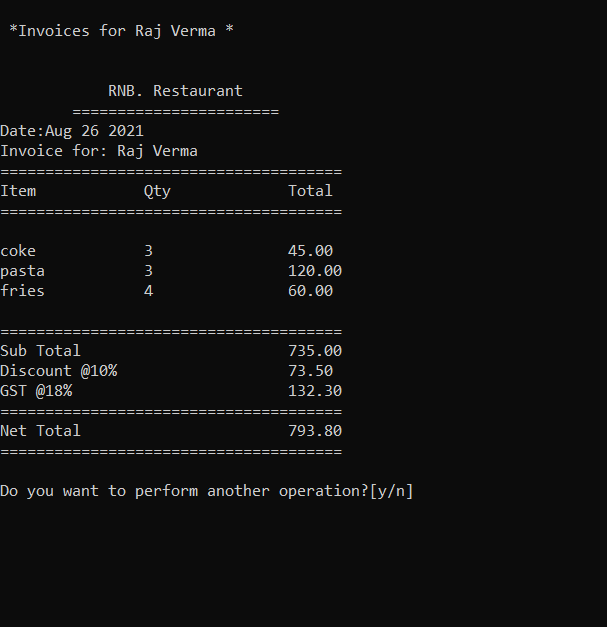 *Invoices for Raj Verma *
RNB. Restaurant
=======================
Date:Aug 26 2021
Invoice for: Raj Verma
======================================
Item Qty Total
======================================
coke 3 45.00
pasta 3 120.00
fries 4 60.00
======================================
Sub Total 735.00
Discount @10% 73.50
GST @18% 132.30
======================================
Net Total 793.80
======================================
Do you want to perform another operation?[y/n]